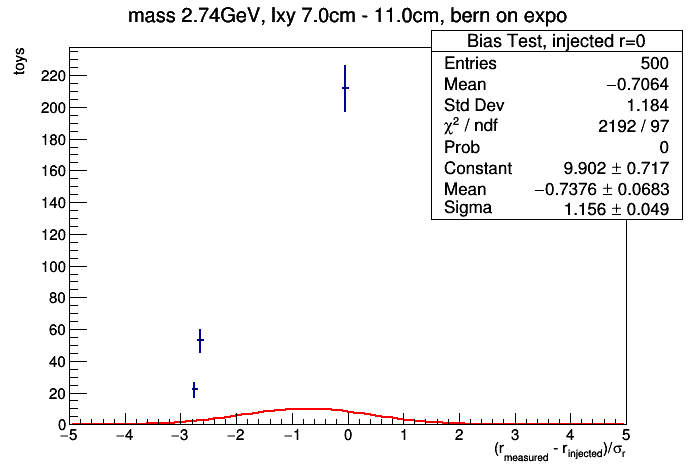 mass 2.74GeV, lxy 7.0cm - 11.0cm, bern on expo
Bias Test, injected r=0
Entries 500
Mean −0.7064
Std Dev 1.184
χ² / ndf 2192 / 97
Prob 0
Constant 9.902 ± 0.717
Mean −0.7376 ± 0.0683
Sigma 1.156 ± 0.049
toys
220
200
180
160
140
120
100
80
60
40
20
0
−5 −4 −3 −2 −1 0 1 2 3 4 5
(r_measured - r_injected)/σ_r